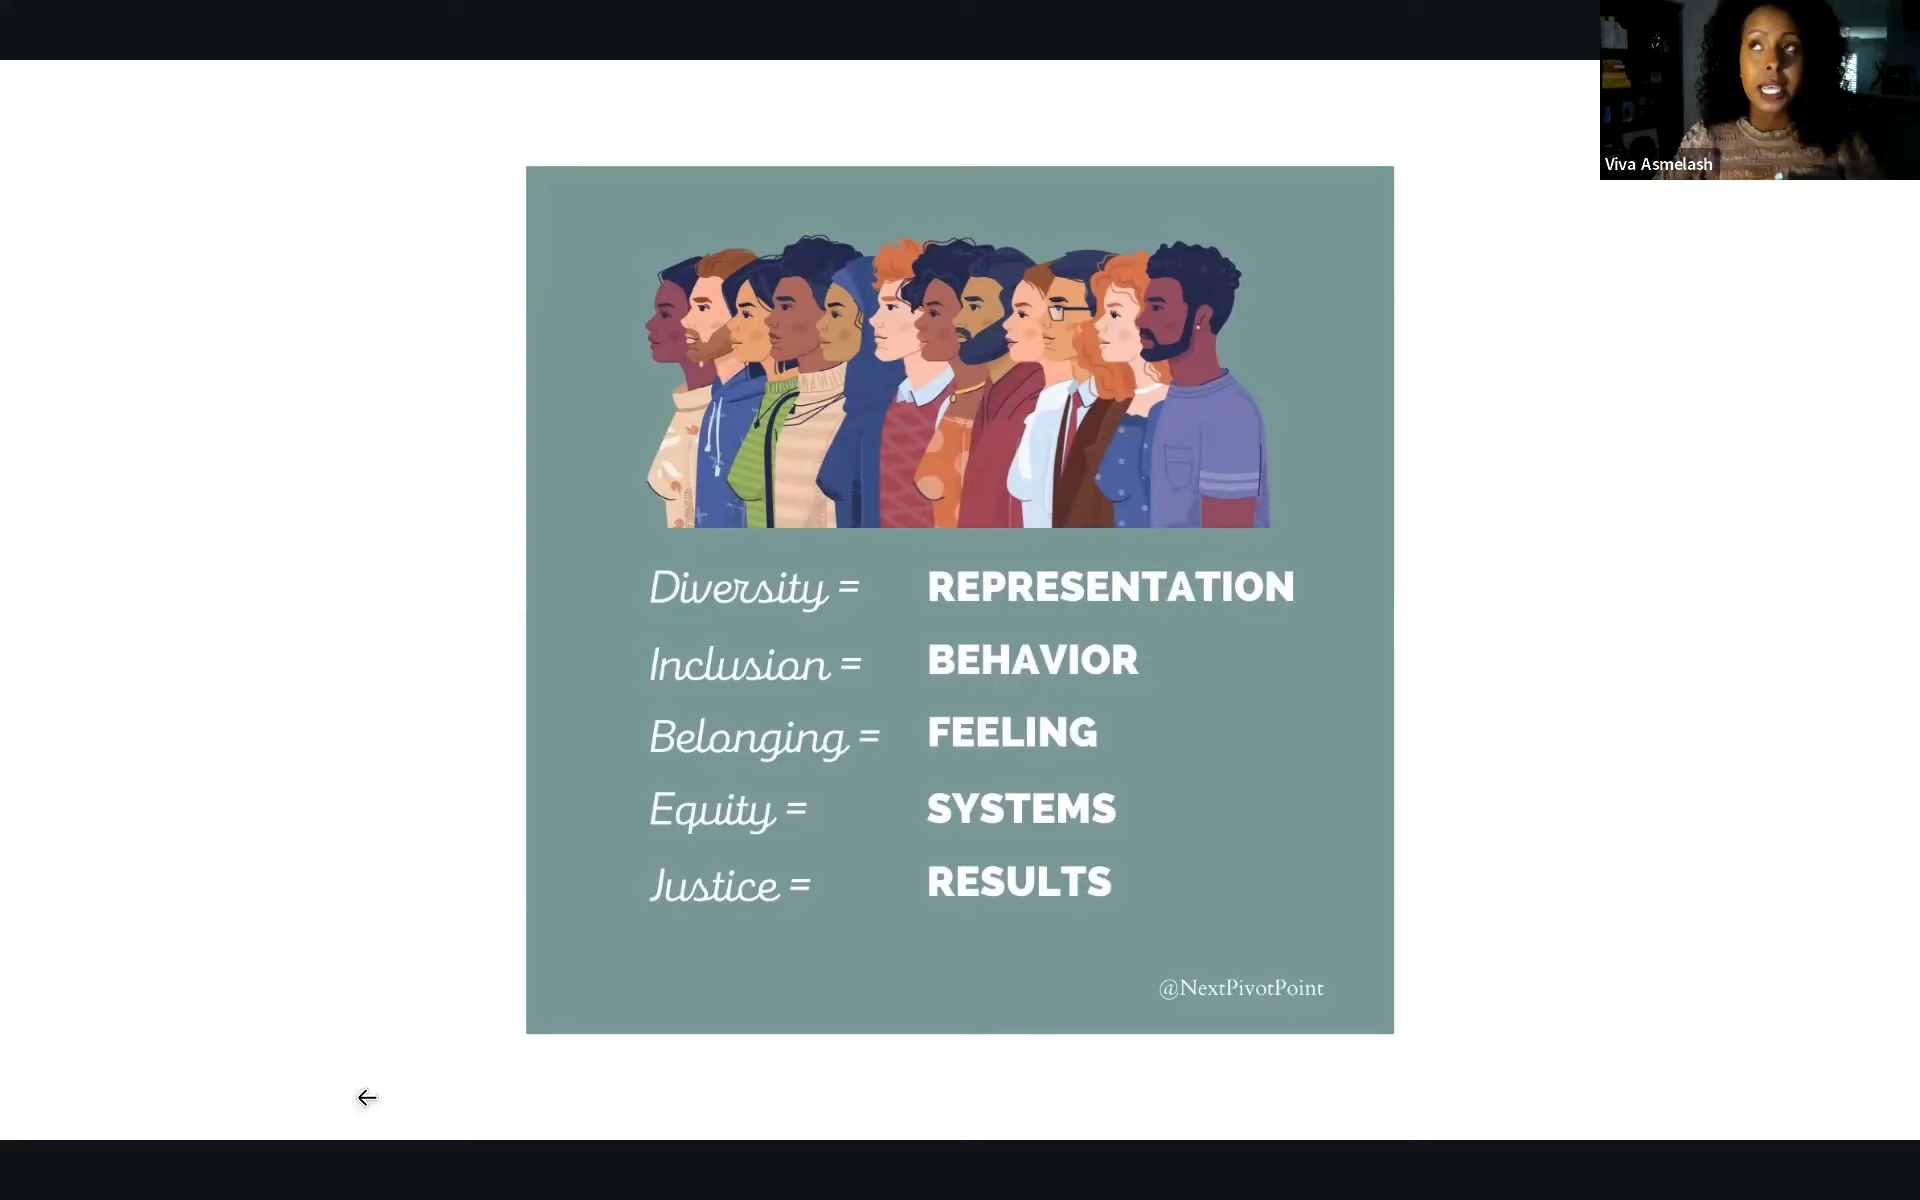 Viva Asmelash
Diversity = REPRESENTATION
Inclusion = BEHAVIOR
Belonging = FEELING
Equity = SYSTEMS
Justice = RESULTS
@NextPivotPoint